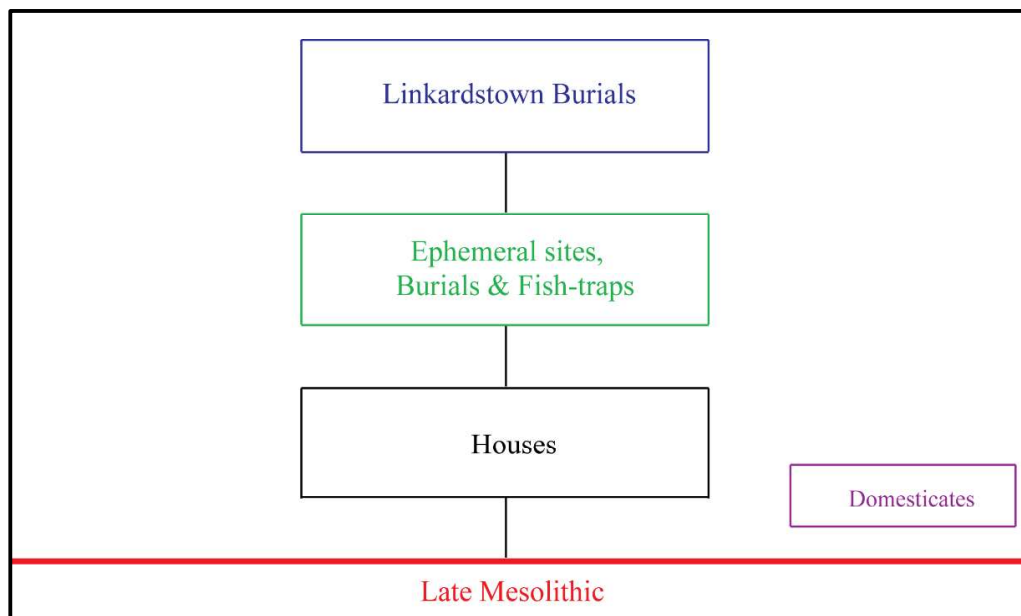 Linkardstown Burials
Ephemeral sites,
Burials & Fish-traps
Houses
Domesticates
Late Mesolithic